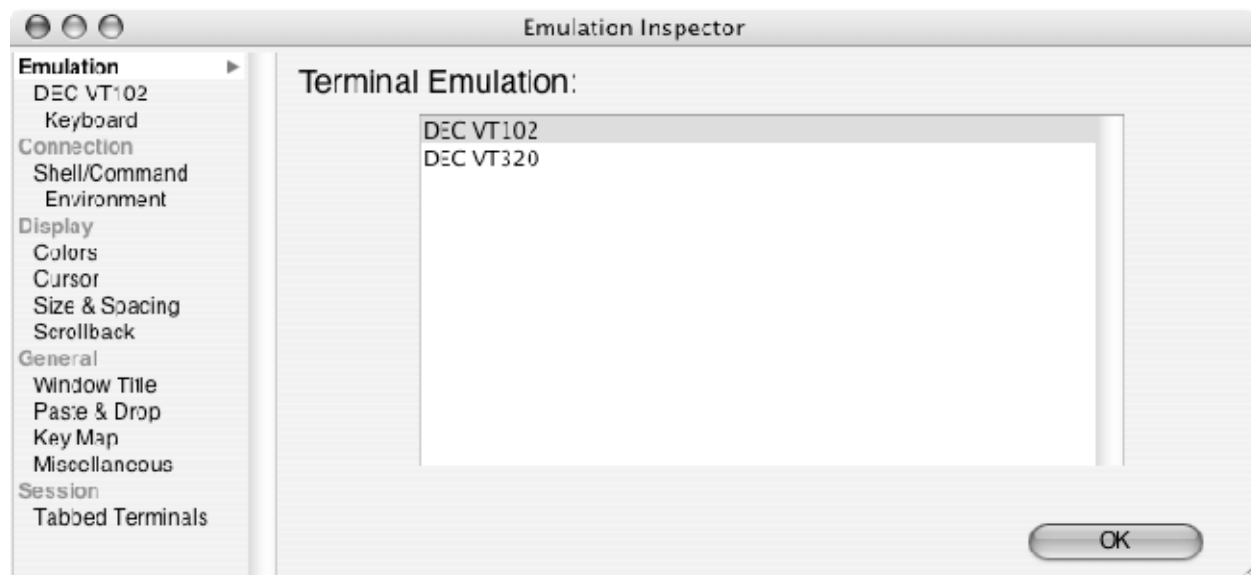 Emulation Inspector
Emulation
DEC VT102
Keyboard
Connection
Shell/Command
Environment
Display
Colors
Cursor
Size & Spacing
Scrollback
General
Window Title
Paste & Drop
Key Map
Miscellaneous
Session
Tabbed Terminals
Terminal Emulation:
DEC VT102
DEC VT320
OK